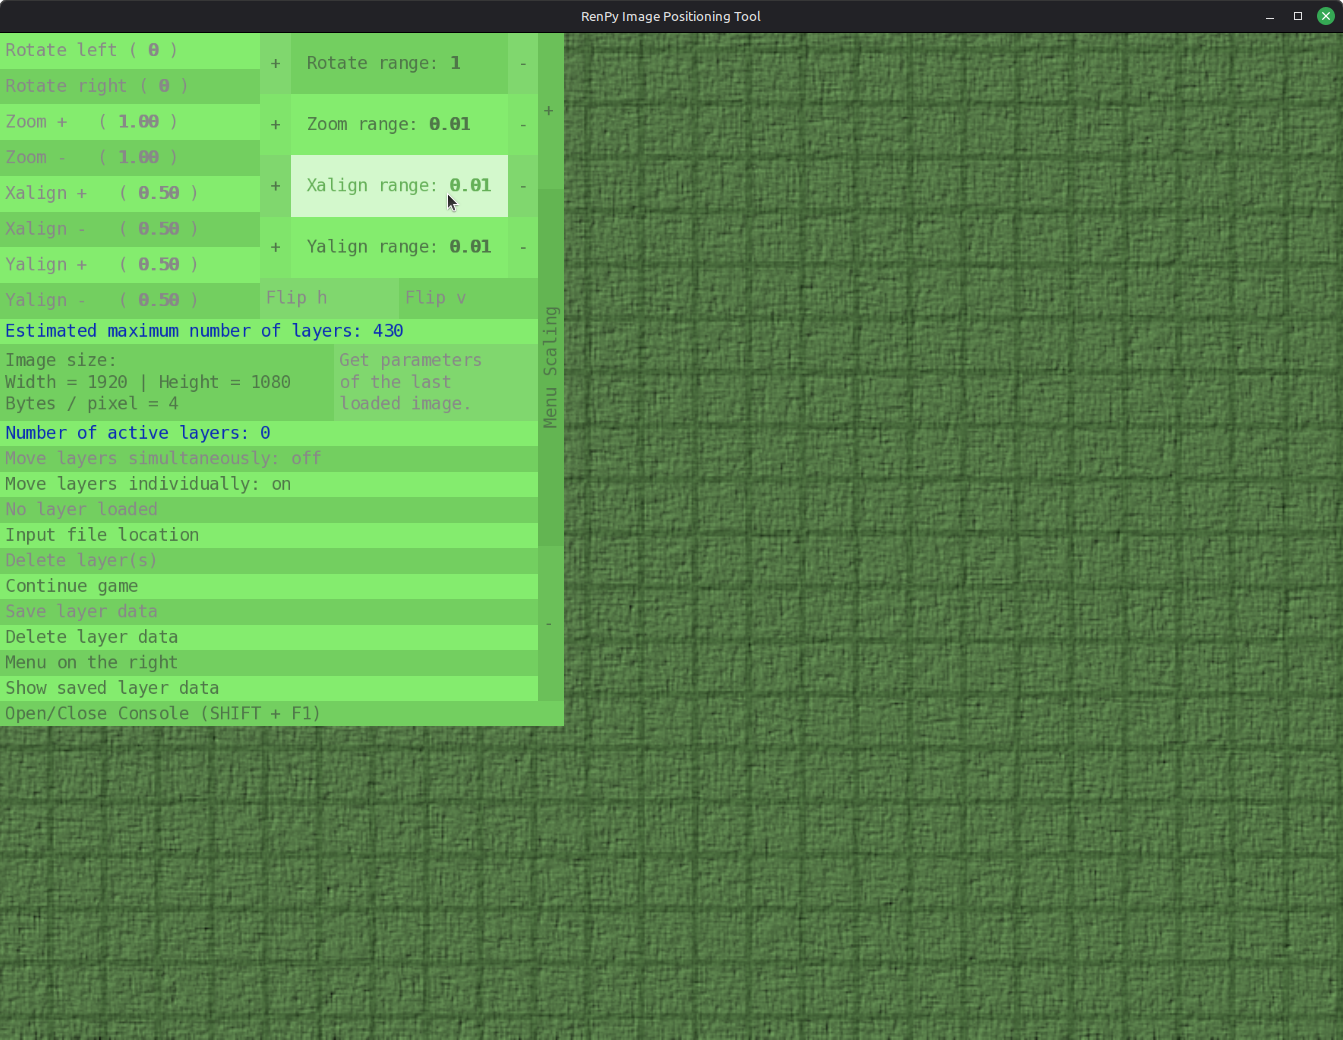 RenPy Image Positioning Tool
Rotate left ( 0 )
Rotate right ( 0 )
Zoom + ( 1.00 )
Zoom - ( 1.00 )
Xalign + ( 0.50 )
Xalign - ( 0.50 )
Yalign + ( 0.50 )
Yalign - ( 0.50 )
+ Rotate range: 1 -
+ Zoom range: 0.01 -
+ Xalign range: 0.01 -
+ Yalign range: 0.01 -
Flip h
Flip v
+
Menu Scaling
-
Estimated maximum number of layers: 430
Image size:
Width = 1920 | Height = 1080
Bytes / pixel = 4
Get parameters
of the last
loaded image.
Number of active layers: 0
Move layers simultaneously: off
Move layers individually: on
No layer loaded
Input file location
Delete layer(s)
Continue game
Save layer data
Delete layer data
Menu on the right
Show saved layer data
Open/Close Console (SHIFT + F1)